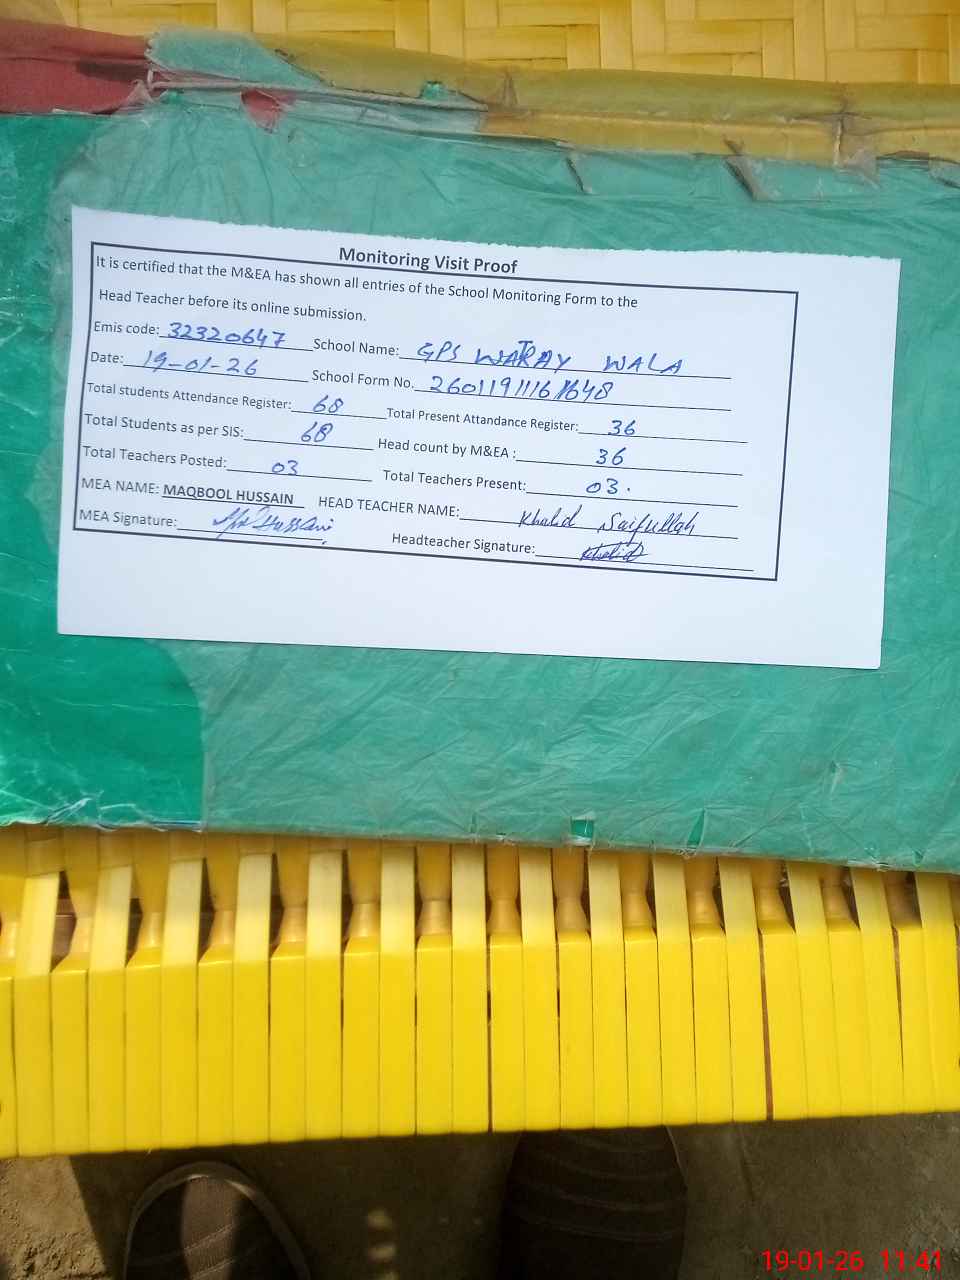 Monitoring Visit Proof
It is certified that the M&EA has shown all entries of the School Monitoring Form to the
Head Teacher before its online submission.
Emis code: 32320647 School Name: GPS WARAY WALA
Date: 19-01-26 School Form No. 26011911161648
Total students Attendance Register: 68 Total Present Attandance Register: 36
Total Students as per SIS: 68 Head count by M&EA : 36
Total Teachers Posted: 03 Total Teachers Present: 03.
MEA NAME: MAQBOOL HUSSAIN HEAD TEACHER NAME: Khalid Saifullah
MEA Signature: Hussain Headteacher Signature: Khalid
19-01-26 11:41